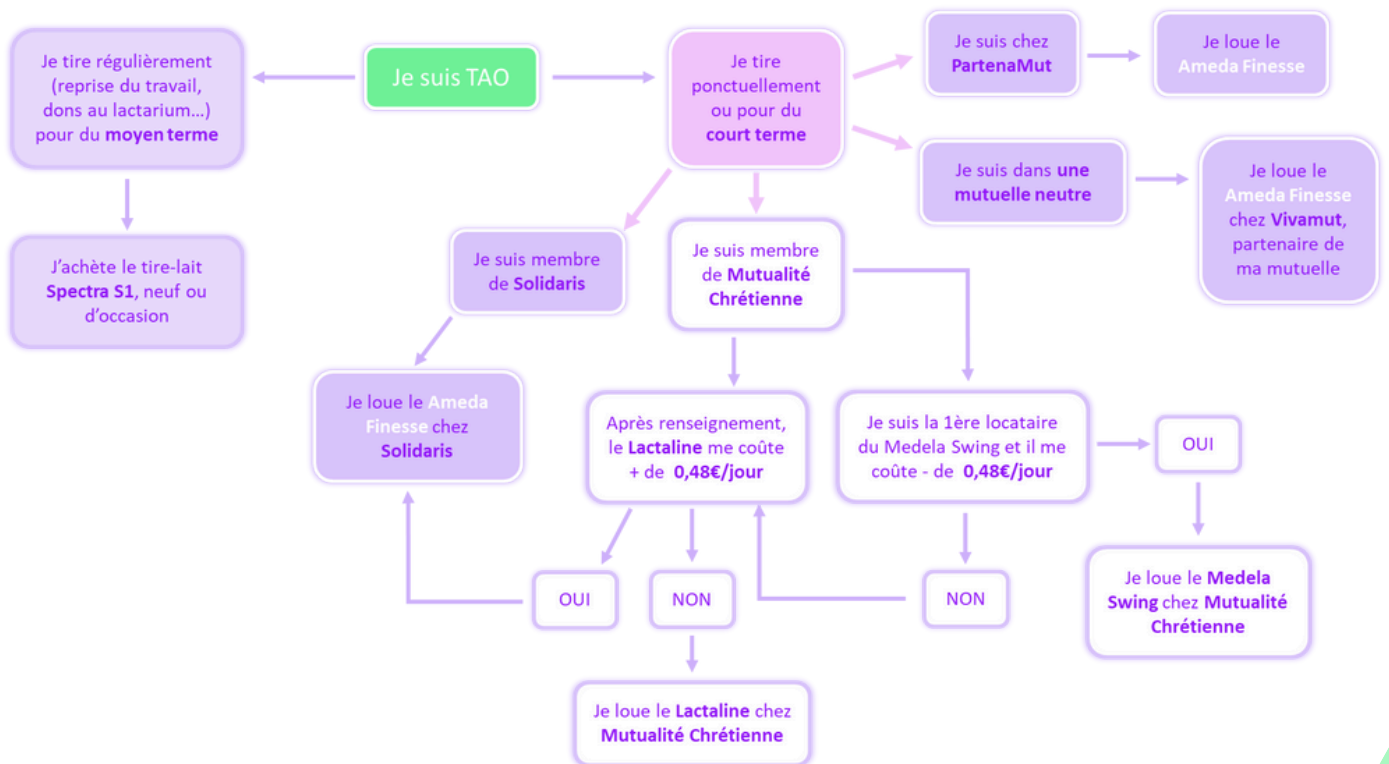 Je tire régulièrement
(reprise du travail,
dons au lactarium...)
pour du moyen terme
Je suis TAO
Je tire
ponctuellement
ou pour du
court terme
Je suis chez
PartenaMut
Je loue le
Ameda Finesse
Je suis dans une
mutuelle neutre
Je loue le
Ameda Finesse
chez Vivamut,
partenaire de
ma mutuelle
J'achète le tire-lait
Spectra S1, neuf ou
d'occasion
Je suis membre
de Solidaris
Je suis membre
de Mutualité
Chrétienne
Je loue le Ameda
Finesse chez
Solidaris
Après renseignement,
le Lactaline me coûte
+ de 0,48€/jour
Je suis la 1ère locataire
du Medela Swing et il me
coûte - de 0,48€/jour
OUI
OUI
NON
NON
Je loue le Medela
Swing chez Mutualité
Chrétienne
Je loue le Lactaline chez
Mutualité Chrétienne